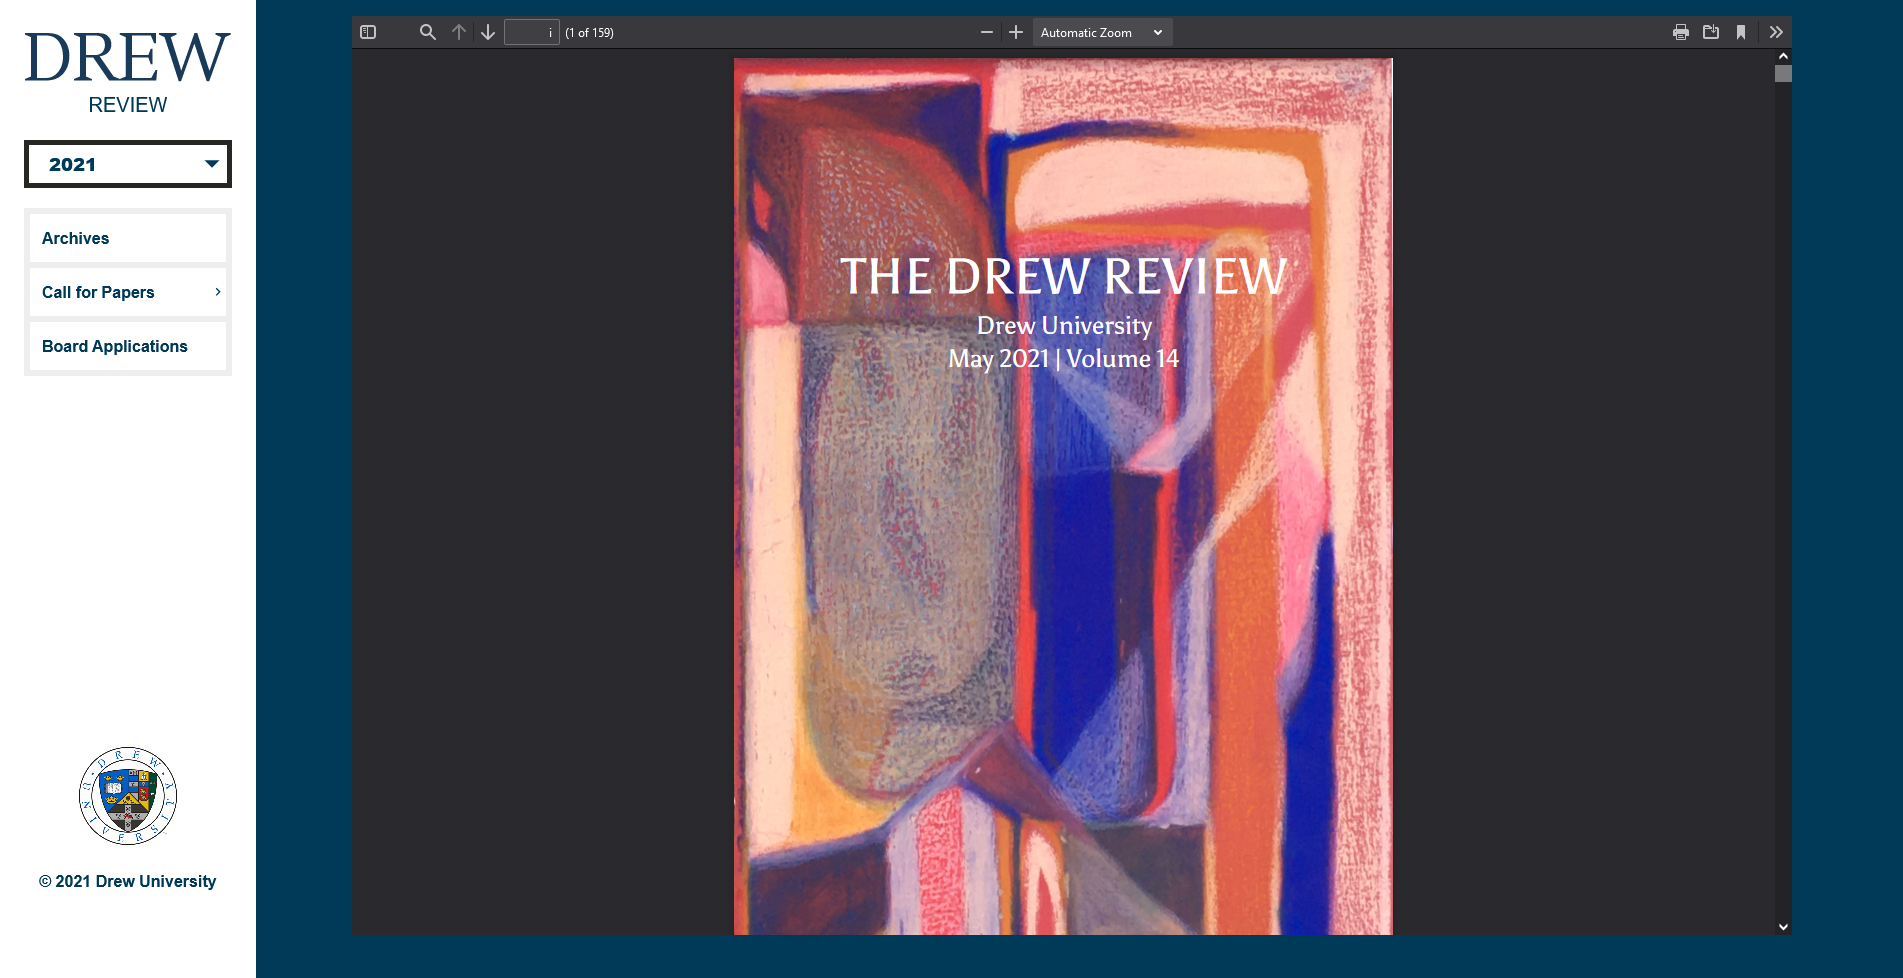 DREW
REVIEW
2021
Archives
Call for Papers
Board Applications
DREW UNIVERSITY
© 2021 Drew University
i (1 of 159)
Automatic Zoom
THE DREW REVIEW
Drew University
May 2021 | Volume 14